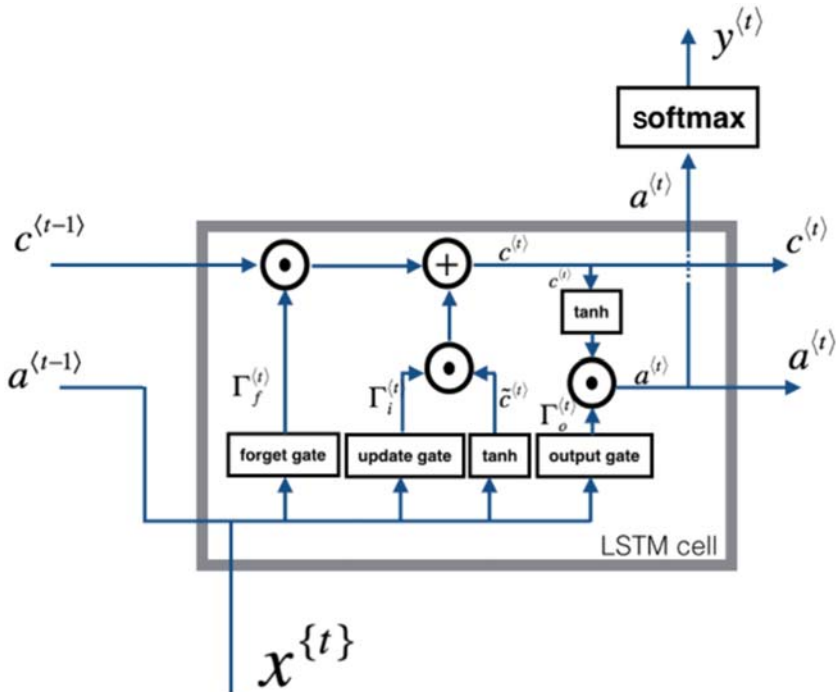 y⟨t⟩
softmax
a⟨t⟩
c⟨t−1⟩
c⟨t⟩
c⟨t⟩
c⟨t⟩
tanh
a⟨t−1⟩
Γf⟨t⟩
Γi⟨t
c̃⟨t⟩
Γo⟨t⟩
a⟨t⟩
a⟨t⟩
forget gate
update gate
tanh
output gate
LSTM cell
x{t}